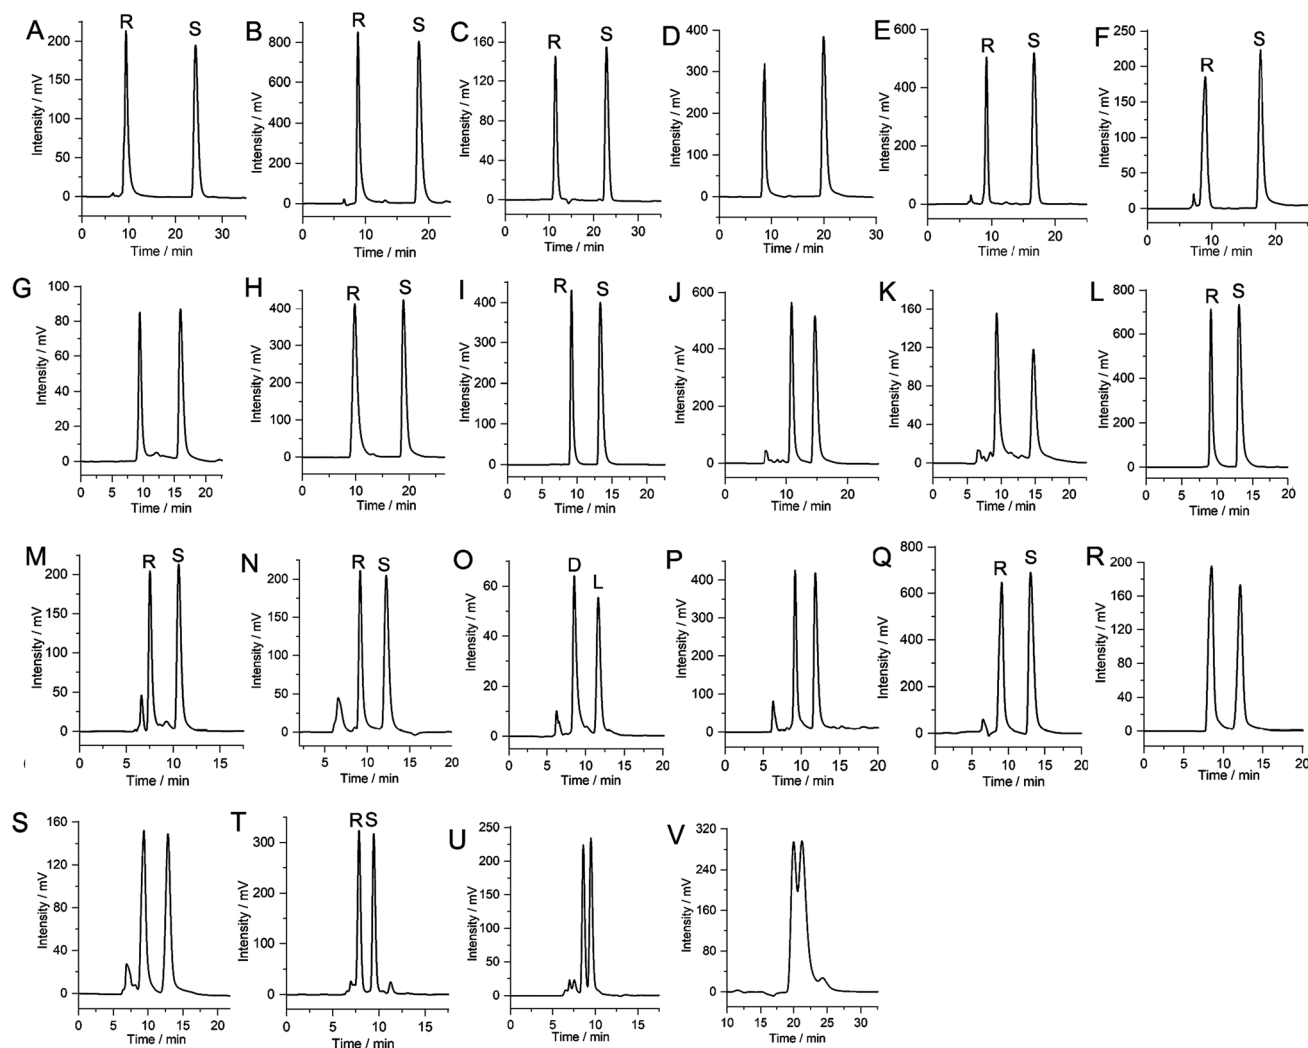 A
R
S
200
150
100
50
0
Intensity / mV
0 10 20 30
Time / min
B
R
S
800
600
400
200
0
Intensity / mV
0 10 20
Time / min
C
R
S
160
120
80
40
0
Intensity / mV
0 10 20 30
Time / min
D
400
300
200
100
0
Intensity / mV
0 10 20 30
Time / min
E
R
S
600
400
200
0
Intensity / mV
0 10 20
Time / min
F
R
S
250
200
150
100
50
0
Intensity / mV
0 10 20
Time / min
G
100
80
60
40
20
0
Intensity / mV
0 5 10 15 20
Time / min
H
R
S
400
300
200
100
0
Intensity / mV
0 10 20
Time / min
I
R
S
400
300
200
100
0
Intensity / mV
0 5 10 15 20
Time / min
J
600
400
200
0
Intensity / mV
0 10 20
Time / min
K
160
120
80
40
0
Intensity / mV
0 5 10 15 20
Time / min
L
R
S
800
700
600
400
200
0
Intensity / mV
0 5 10 15 20
Time / min
M
R
S
200
150
100
50
0
Intensity / mV
0 5 10 15
Time / min
N
R
S
200
150
100
50
0
Intensity / mV
0 5 10 15 20
Time / min
O
D
L
60
40
20
0
Intensity / mV
0 5 10 15 20
Time / min
P
400
300
200
100
0
Intensity / mV
0 5 10 15 20
Time / min
Q
R
S
800
600
400
200
0
Intensity / mV
0 5 10 15 20
Time / min
R
200
160
120
80
40
0
Intensity / mV
0 5 10 15 20
Time / min
S
160
120
80
40
0
Intensity / mV
0 5 10 15 20
Time / min
T
R S
300
200
100
0
Intensity / mV
0 5 10 15
Time / min
U
250
200
150
100
50
0
Intensity / mV
0 5 10 15
Time / min
V
320
240
160
80
0
Intensity / mV
10 15 20 25 30
Time / min